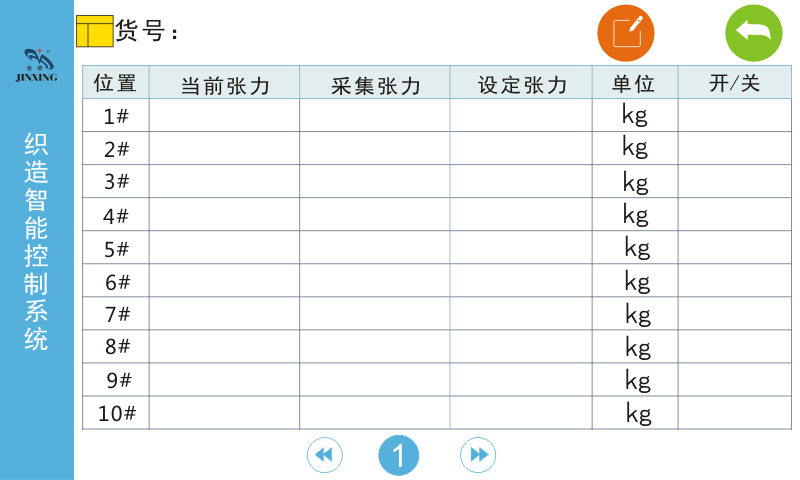 货号：
金信
JINXING
织造智能控制系统
位置 当前张力 采集张力 设定张力 单位 开/关
1# kg
2# kg
3# kg
4# kg
5# kg
6# kg
7# kg
8# kg
9# kg
10# kg
1